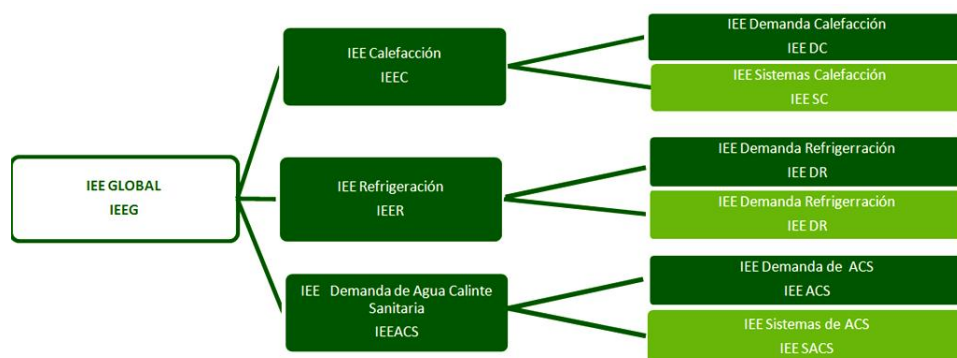 IEE GLOBAL
IEEG
IEE Calefacción
IEEC
IEE Demanda Calefacción
IEE DC
IEE Sistemas Calefacción
IEE SC
IEE Refrigeración
IEER
IEE Demanda Refrigerración
IEE DR
IEE Demanda Refrigerración
IEE DR
IEE Demanda de Agua Calinte
Sanitaria
IEEACS
IEE Demanda de ACS
IEE ACS
IEE Sistemas de ACS
IEE SACS